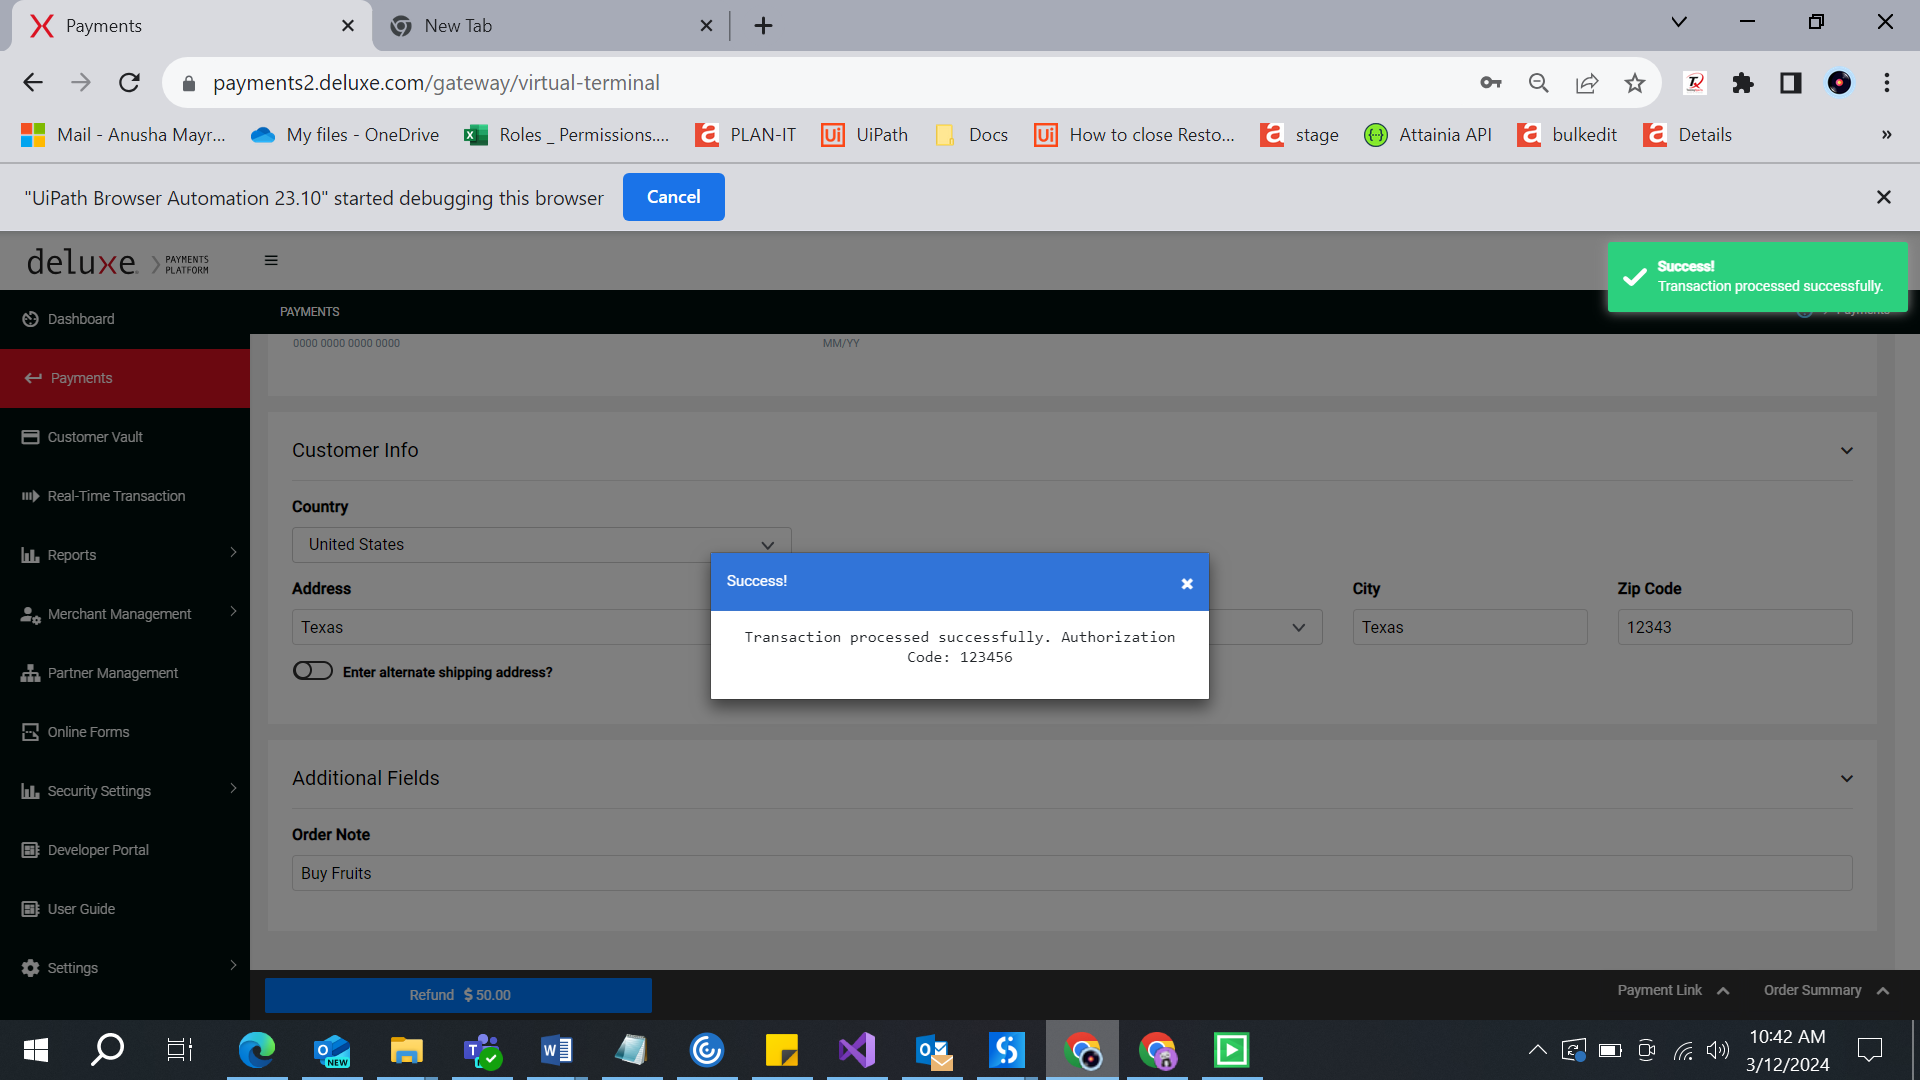 Payments
New Tab
payments2.deluxe.com/gateway/virtual-terminal
Mail - Anusha Mayr...
My files - OneDrive
Roles _ Permissions....
PLAN-IT
UiPath
Docs
How to close Resto...
stage
Attainia API
bulkedit
Details
"UiPath Browser Automation 23.10" started debugging this browser
Cancel
deluxe.
PAYMENTS
PLATFORM
Success!
Transaction processed successfully.
PAYMENTS
Payments
Dashboard
Payments
Customer Vault
Real-Time Transaction
Reports
Merchant Management
Partner Management
Online Forms
Security Settings
Developer Portal
User Guide
Settings
0000 0000 0000 0000
MM/YY
Customer Info
Country
United States
Address
City
Zip Code
Texas
Texas
12343
Enter alternate shipping address?
Success!
Transaction processed successfully. Authorization
Code: 123456
Additional Fields
Order Note
Buy Fruits
Refund $ 50.00
Payment Link
Order Summary
10:42 AM
3/12/2024